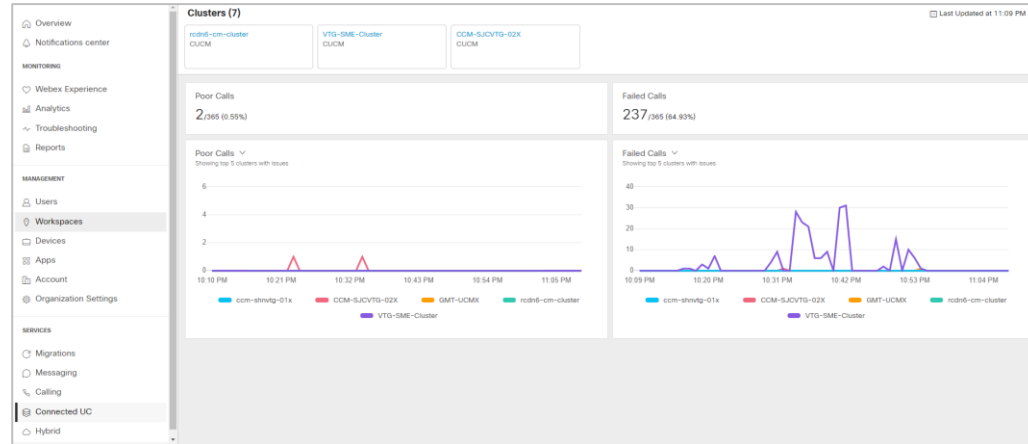 Overview
Notifications center
MONITORING
Webex Experience
Analytics
Troubleshooting
Reports
MANAGEMENT
Users
Workspaces
Devices
Apps
Account
Organization Settings
SERVICES
Migrations
Messaging
Calling
Connected UC
Hybrid
Clusters (7)
Last Updated at 11:09 PM
rcdn6-cm-cluster
CUCM
VTG-SME-Cluster
CUCM
CCM-SJCVTG-02X
CUCM
Poor Calls
2/365 (0.55%)
Failed Calls
237/365 (64.93%)
Poor Calls
Showing top 5 clusters with issues
6
4
2
0
10:10 PM 10:21 PM 10:32 PM 10:43 PM 10:54 PM 11:05 PM
ccm-shnvtg-01x CCM-SJCVTG-02X GMT-UCMX rcdn6-cm-cluster
VTG-SME-Cluster
Failed Calls
Showing top 5 clusters with issues
40
30
20
10
0
10:09 PM 10:20 PM 10:31 PM 10:42 PM 10:53 PM 11:04 PM
ccm-shnvtg-01x CCM-SJCVTG-02X GMT-UCMX rcdn6-cm-cluster
VTG-SME-Cluster